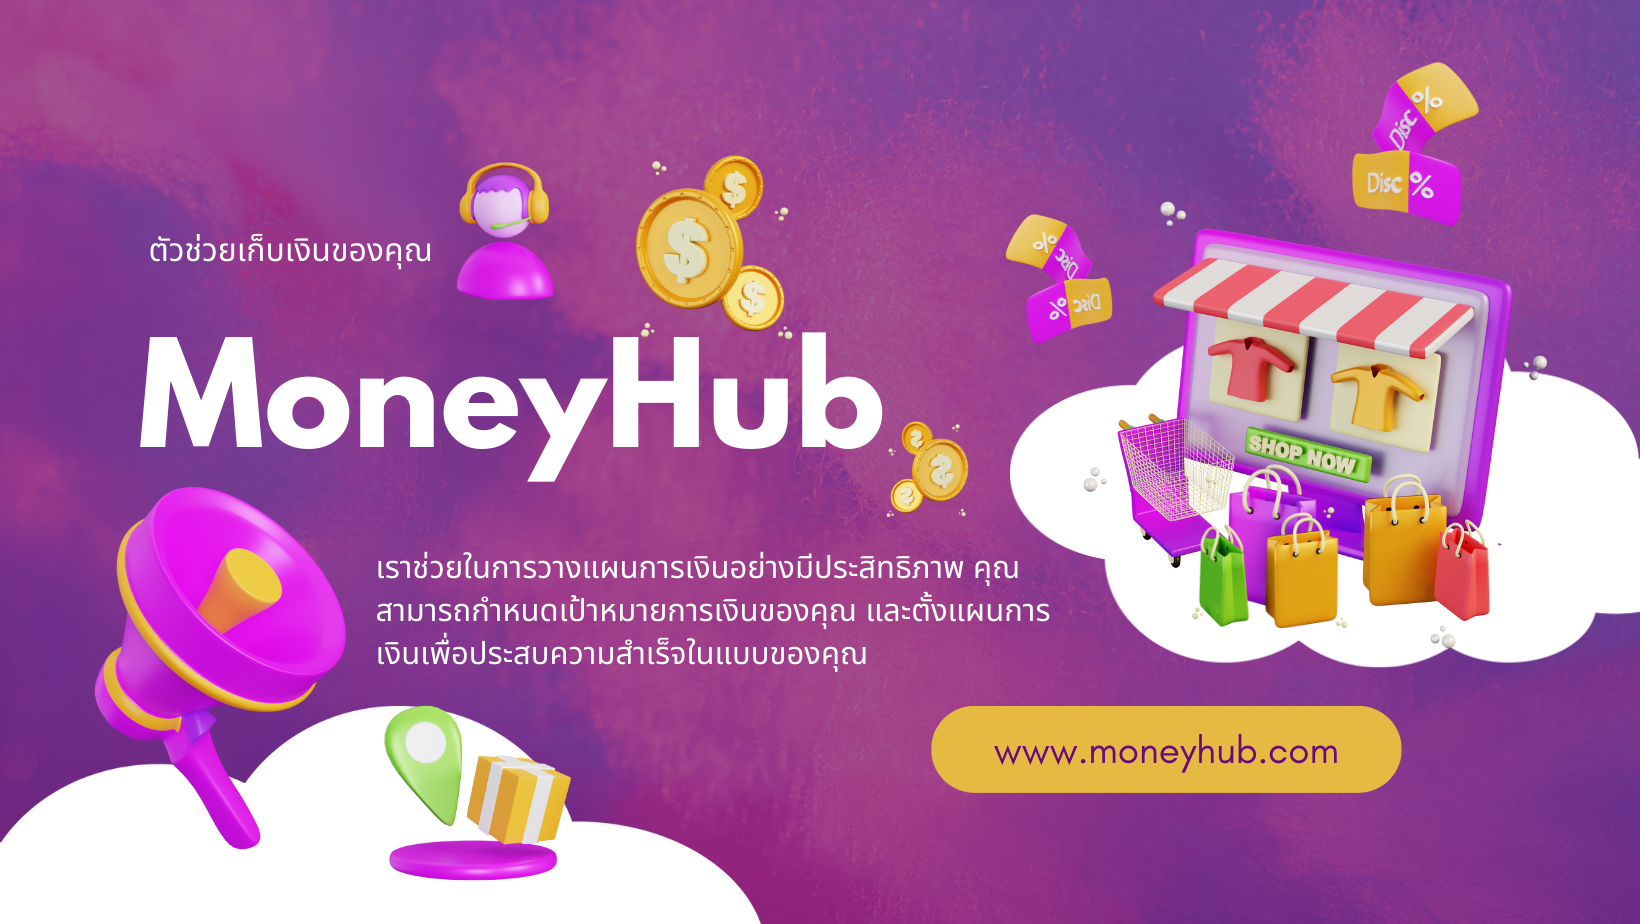 ตัวช่วยเก็บเงินของคุณ
MoneyHub
เราช่วยในการวางแผนการเงินอย่างมีประสิทธิภาพ คุณ
สามารถกำหนดเป้าหมายการเงินของคุณ และตั้งแผนการ
เงินเพื่อประสบความสำเร็จในแบบของคุณ
www.moneyhub.com
%
Disc
Disc %
%
Disc
% Disc
SHOP NOW
$
$
$
$
$
$